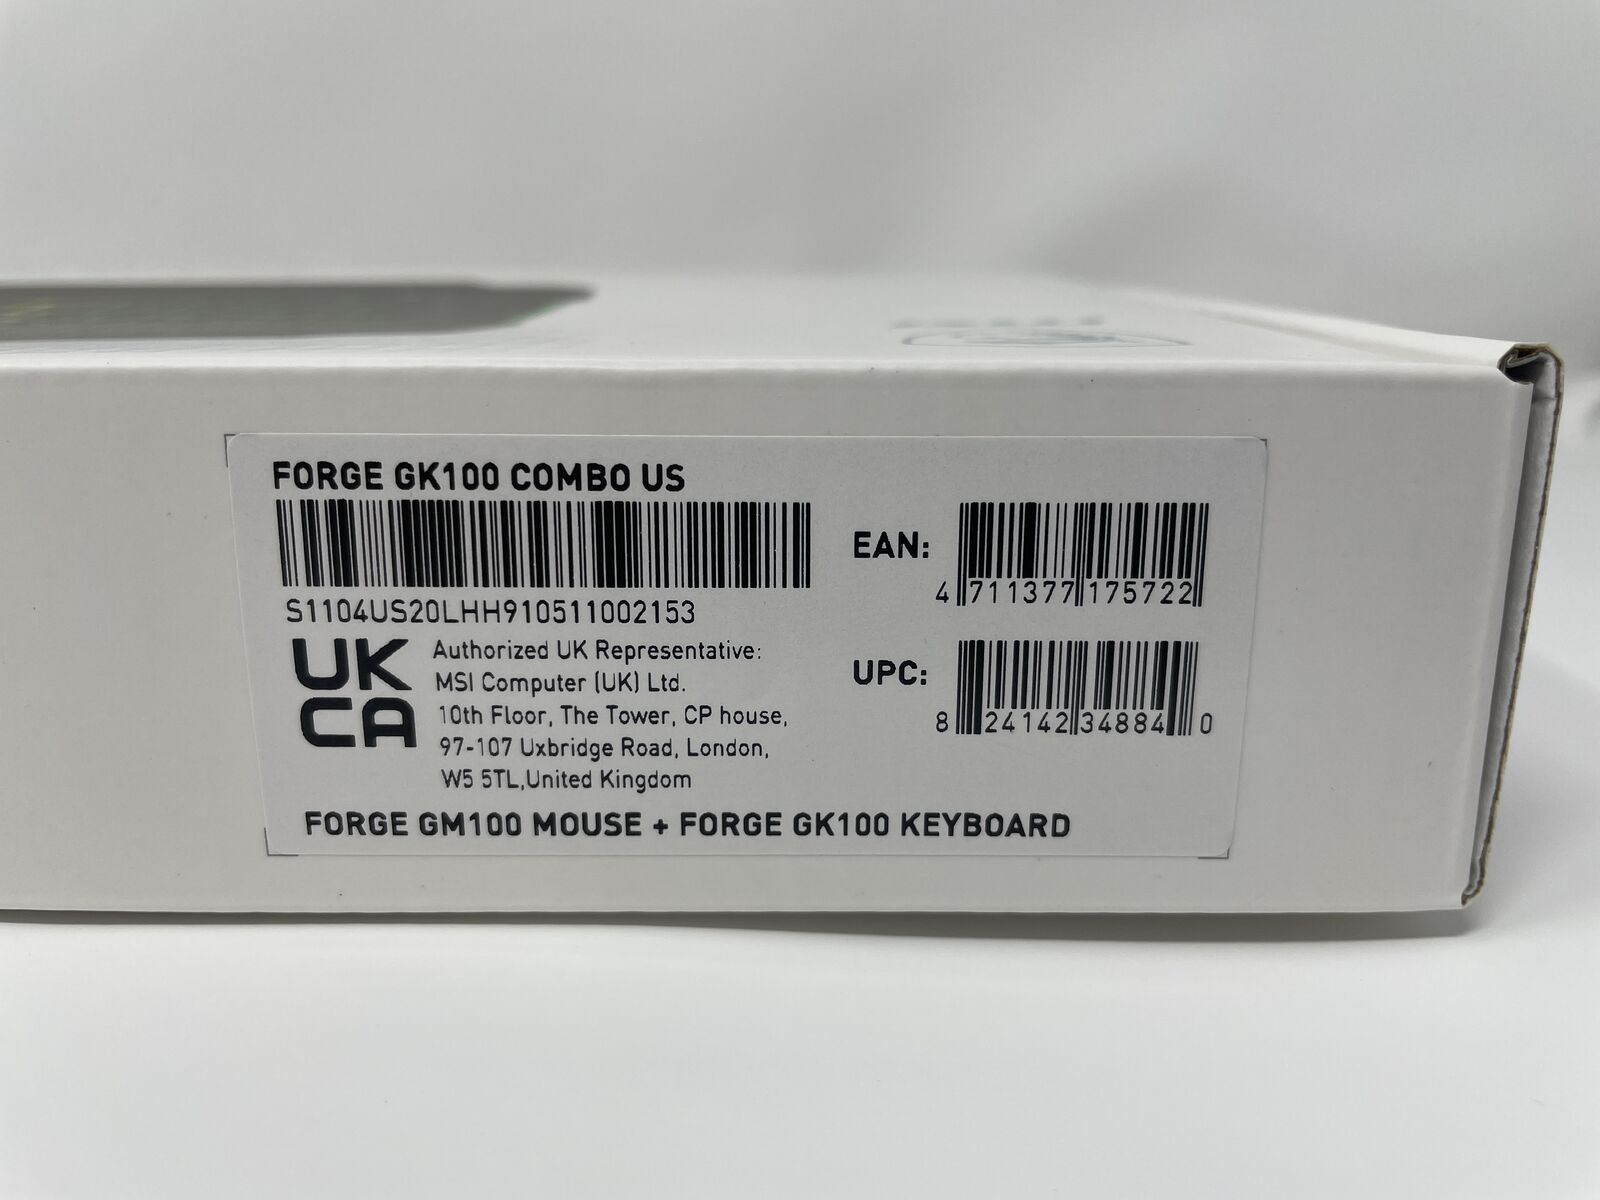 FORGE GK100 COMBO US
S1104US20LHH910511002153
EAN:
4 711377 175722
UPC:
8 24142 34884 0
UK
CA
Authorized UK Representative:
MSI Computer (UK) Ltd.
10th Floor, The Tower, CP house,
97-107 Uxbridge Road, London,
W5 5TL,United Kingdom
FORGE GM100 MOUSE + FORGE GK100 KEYBOARD